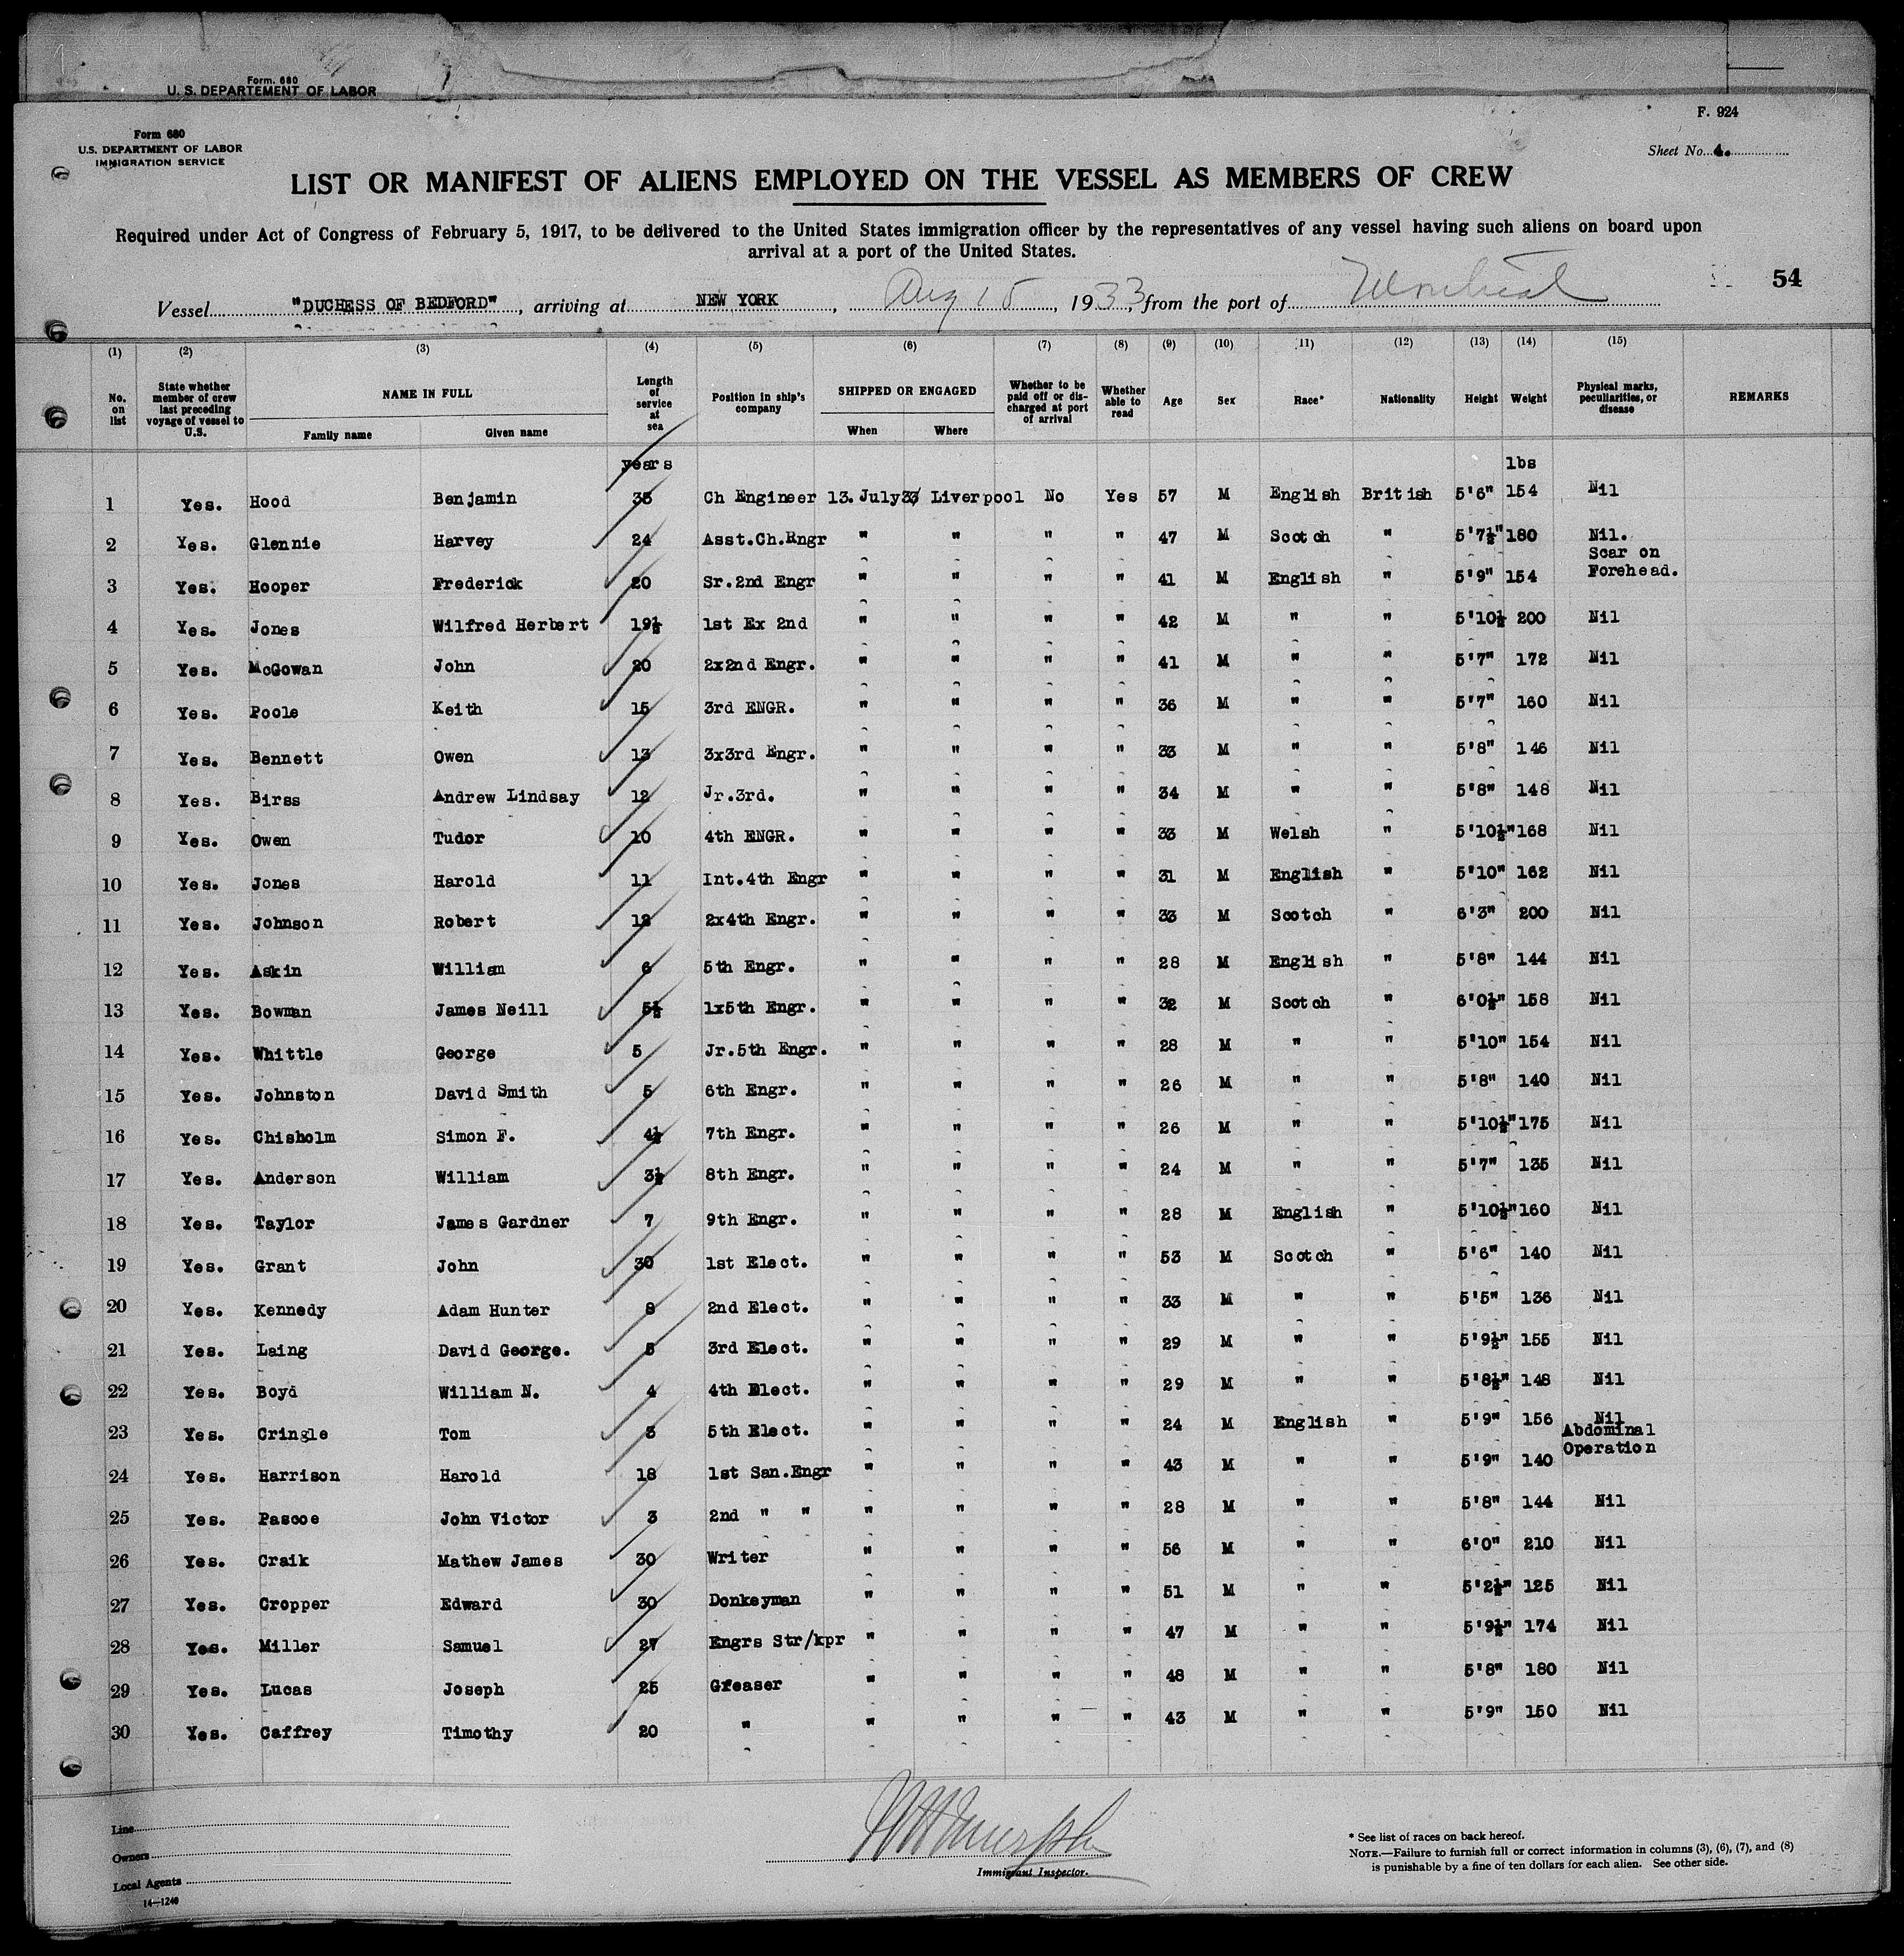 Form. 680
U. S. DEPARTEMENT OF LABOR
F. 924
Form 680
U.S. DEPARTMENT OF LABOR
IMMIGRATION SERVICE
Sheet No. 4.
LIST OR MANIFEST OF ALIENS EMPLOYED ON THE VESSEL AS MEMBERS OF CREW
Required under Act of Congress of February 5, 1917, to be delivered to the United States immigration officer by the representatives of any vessel having such aliens on board upon
arrival at a port of the United States.
54
Vessel "DUCHESS OF BEDFORD", arriving at NEW YORK, Aug 15, 1933, from the port of Montreal
(1) (2) (3) (4) (5) (6) (7) (8) (9) (10) (11) (12) (13) (14) (15)
No. on list State whether member of crew last preceding voyage of vessel to U.S. NAME IN FULL Family name Given name Length of service at sea Position in ship's company SHIPPED OR ENGAGED When Where Whether to be paid off or discharged at port of arrival Whether able to read Age Sex Race* Nationality Height Weight Physical marks, peculiarities, or disease REMARKS
years lbs
1 Yes. Hood Benjamin 35 Ch Engineer 13.July33 Liverpool No Yes 57 M English British 5'6" 154 Nil
2 Yes. Glennie Harvey 24 Asst.Ch.Engr " " " " 47 M Scotch " 5'7½" 180 Nil.
3 Yes. Hooper Frederick 20 Sr.2nd Engr " " " " 41 M English " 5'9" 154 Scar on Forehead.
4 Yes. Jones Wilfred Herbert 19½ 1st Ex 2nd " " " " 42 M " " 5'10½ 200 Nil
5 Yes. McGowan John 20 2x2nd Engr. " " " " 41 M " " 5'7" 172 Nil
6 Yes. Poole Keith 15 3rd ENGR. " " " " 36 M " " 5'7" 160 Nil
7 Yes. Bennett Owen 13 3x3rd Engr. " " " " 33 M " " 5'8" 146 Nil
8 Yes. Birss Andrew Lindsay 12 Jr.3rd. " " " " 34 M " " 5'8" 148 Nil
9 Yes. Owen Tudor 10 4th ENGR. " " " " 33 M Welsh " 5'10½" 168 Nil
10 Yes. Jones Harold 11 Int.4th Engr " " " " 31 M English " 5'10" 162 Nil
11 Yes. Johnson Robert 12 2x4th Engr. " " " " 33 M Scotch " 6'3" 200 Nil
12 Yes. Askin William 6 5th Engr. " " " " 28 M English " 5'8" 144 Nil
13 Yes. Bowman James Neill 5½ 1x5th Engr. " " " " 32 M Scotch " 6'0½" 158 Nil
14 Yes. Whittle George 5 Jr.5th Engr. " " " " 28 M " " 5'10" 154 Nil
15 Yes. Johnston David Smith 5 6th Engr. " " " " 26 M " " 5'8" 140 Nil
16 Yes. Chisholm Simon F. 4½ 7th Engr. " " " " 26 M " " 5'10½" 175 Nil
17 Yes. Anderson William 3½ 8th Engr. " " " " 24 M " " 5'7" 135 Nil
18 Yes. Taylor James Gardner 7 9th Engr. " " " " 28 M English " 5'10½" 160 Nil
19 Yes. Grant John 30 1st Elect. " " " " 53 M Scotch " 5'6" 140 Nil
20 Yes. Kennedy Adam Hunter 8 2nd Elect. " " " " 33 M " " 5'5" 136 Nil
21 Yes. Laing David George. 5 3rd Elect. " " " " 29 M " " 5'9½" 155 Nil
22 Yes. Boyd William N. 4 4th Elect. " " " " 29 M " " 5'8½" 148 Nil
23 Yes. Cringle Tom 3 5th Elect. " " " " 24 M English " 5'9" 156 Nil
24 Yes. Harrison Harold 18 1st San.Engr " " " " 43 M " " 5'9" 140 Abdominal Operation
25 Yes. Pascoe John Victor 3 2nd " " " " " " 28 M " " 5'8" 144 Nil
26 Yes. Craik Mathew James 30 Writer " " " " 56 M " " 6'0" 210 Nil
27 Yes. Cropper Edward 30 Donkeyman " " " " 51 M " " 5'2½" 125 Nil
28 Yes. Miller Samuel 27 Engrs Str/kpr " " " " 47 M " " 5'9½" 174 Nil
29 Yes. Lucas Joseph 25 Greaser " " " " 48 M " " 5'8" 180 Nil
30 Yes. Caffrey Timothy 20 " " " " " 43 M " " 5'9" 150 Nil
Line
Owners
Local Agents
14—1240
Immigrant Inspector.
* See list of races on back hereof.
NOTE.—Failure to furnish full or correct information in columns (3), (6), (7), and (8)
is punishable by a fine of ten dollars for each alien. See other side.